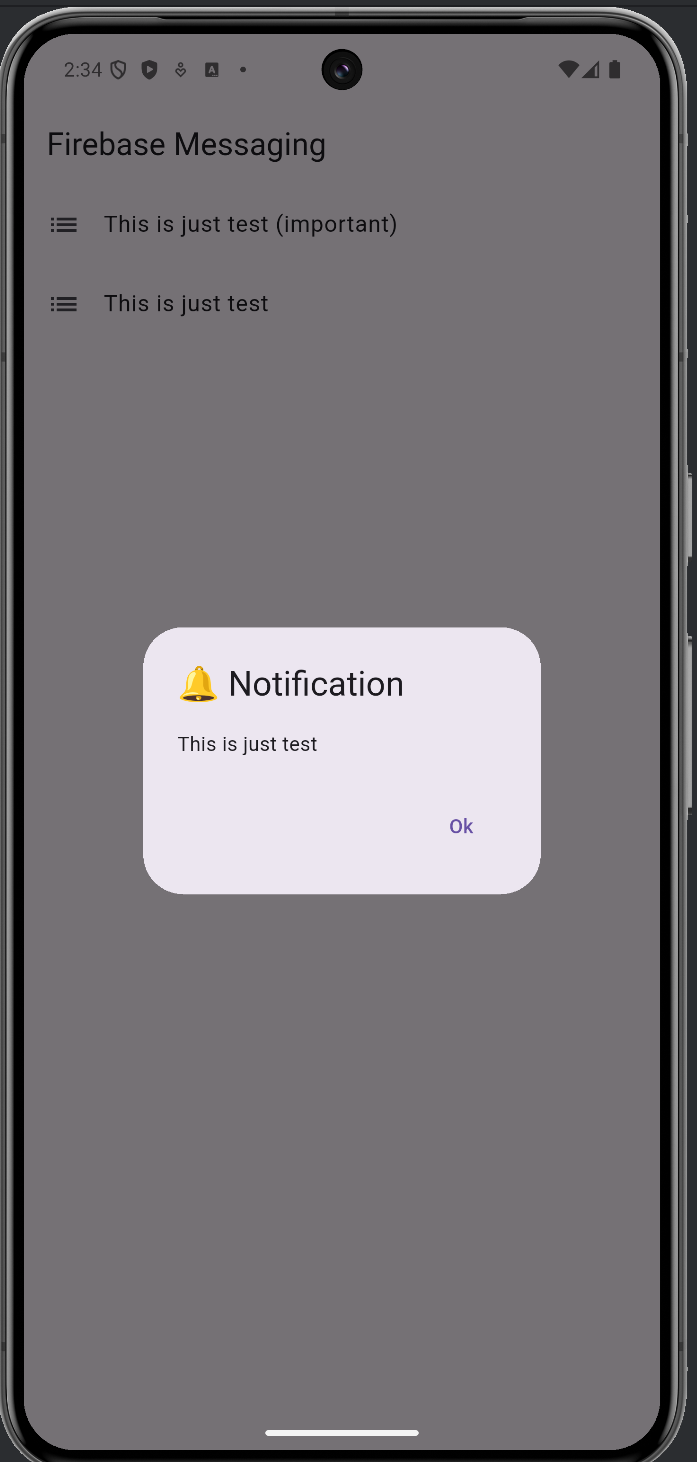 2:34
Firebase Messaging
This is just test (important)
This is just test
🔔 Notification
This is just test
Ok